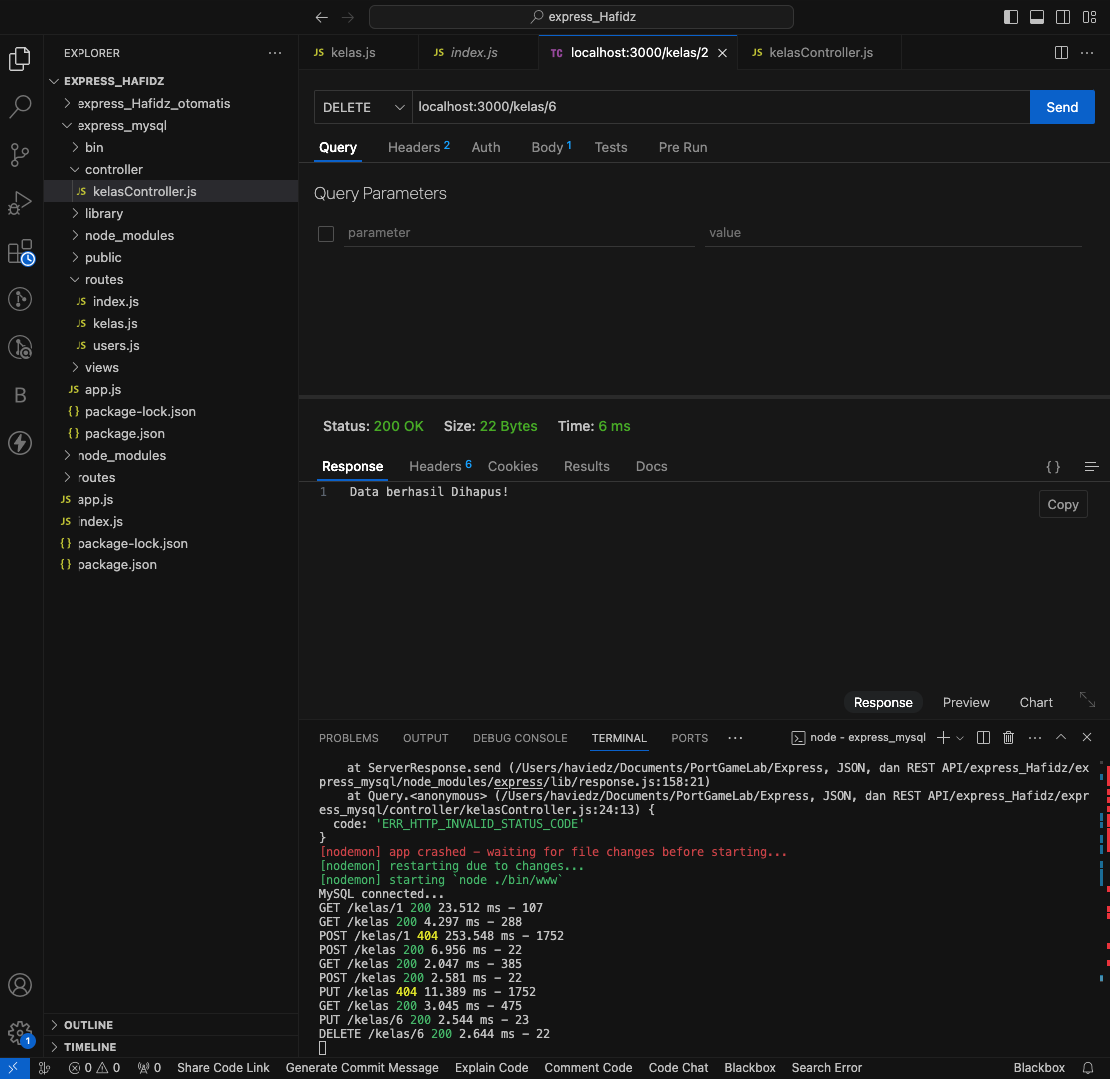 express_Hafidz
EXPLORER
EXPRESS_HAFIDZ
express_Hafidz_otomatis
express_mysql
bin
controller
JS kelasController.js
library
node_modules
public
routes
JS index.js
JS kelas.js
JS users.js
views
JS app.js
{} package-lock.json
{} package.json
node_modules
routes
JS app.js
JS index.js
{} package-lock.json
{} package.json
OUTLINE
TIMELINE
B
1
JS kelas.js
JS index.js
TC localhost:3000/kelas/2
JS kelasController.js
DELETE
localhost:3000/kelas/6
Send
Query
Headers 2
Auth
Body 1
Tests
Pre Run
Query Parameters
parameter
value
Status: 200 OK
Size: 22 Bytes
Time: 6 ms
Response
Headers 6
Cookies
Results
Docs
{}
1 Data berhasil Dihapus!
Copy
Response
Preview
Chart
PROBLEMS
OUTPUT
DEBUG CONSOLE
TERMINAL
PORTS
node - express_mysql
at ServerResponse.send (/Users/haviedz/Documents/PortGameLab/Express, JSON, dan REST API/express_Hafidz/ex
press_mysql/node_modules/express/lib/response.js:158:21)
at Query.<anonymous> (/Users/haviedz/Documents/PortGameLab/Express, JSON, dan REST API/express_Hafidz/expr
ess_mysql/controller/kelasController.js:24:13) {
code: 'ERR_HTTP_INVALID_STATUS_CODE'
}
[nodemon] app crashed - waiting for file changes before starting...
[nodemon] restarting due to changes...
[nodemon] starting `node ./bin/www`
MySQL connected...
GET /kelas/1 200 23.512 ms - 107
GET /kelas 200 4.297 ms - 288
POST /kelas/1 404 253.548 ms - 1752
POST /kelas 200 6.956 ms - 22
GET /kelas 200 2.047 ms - 385
POST /kelas 200 2.581 ms - 22
PUT /kelas 404 11.389 ms - 1752
GET /kelas 200 3.045 ms - 475
PUT /kelas/6 200 2.544 ms - 23
DELETE /kelas/6 200 2.644 ms - 22
0
0
0
Share Code Link
Generate Commit Message
Explain Code
Comment Code
Code Chat
Blackbox
Search Error
Blackbox